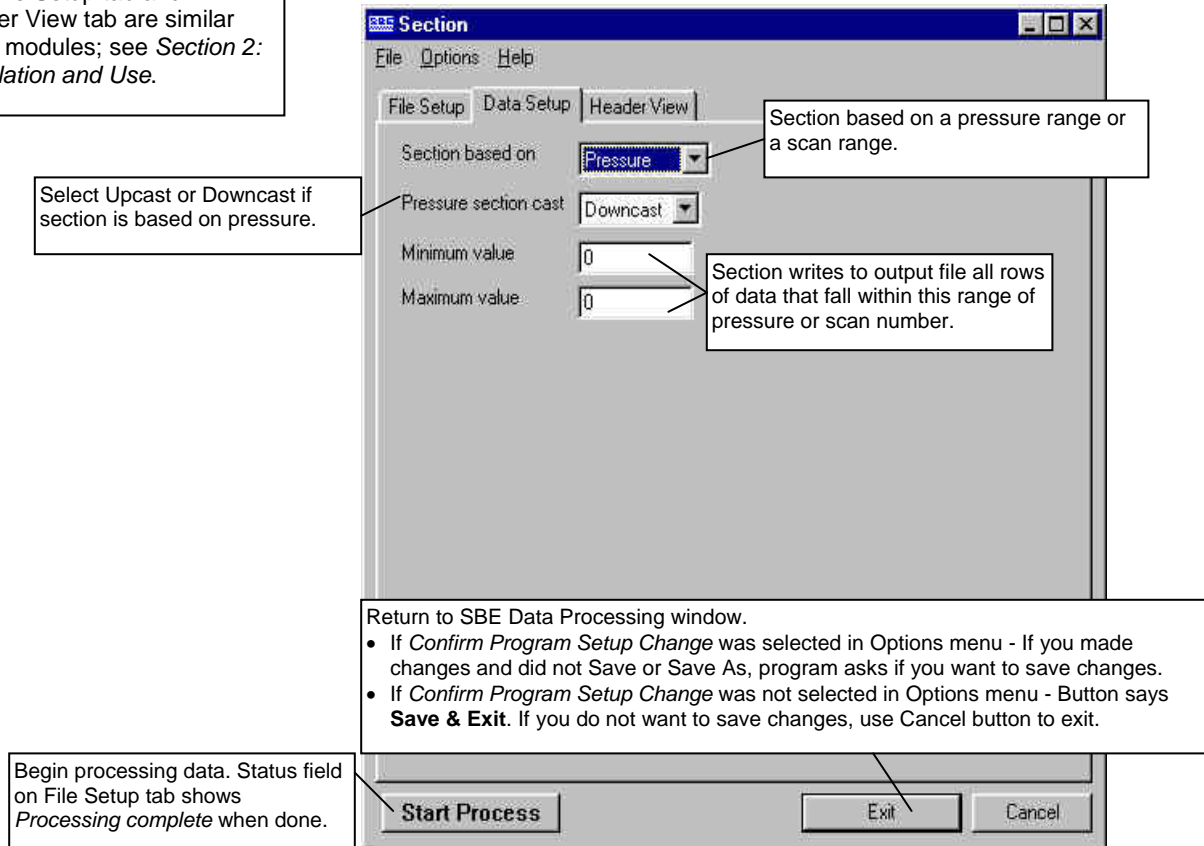 er View tab are similar
modules; see Section 2:
lation and Use.
SBE Section
File Options Help
File Setup Data Setup Header View
Section based on a pressure range or
a scan range.
Section based on Pressure
Select Upcast or Downcast if
section is based on pressure.
Pressure section cast Downcast
Minimum value 0
Maximum value 0
Section writes to output file all rows
of data that fall within this range of
pressure or scan number.
Return to SBE Data Processing window.
• If Confirm Program Setup Change was selected in Options menu - If you made
changes and did not Save or Save As, program asks if you want to save changes.
• If Confirm Program Setup Change was not selected in Options menu - Button says
Save & Exit. If you do not want to save changes, use Cancel button to exit.
Begin processing data. Status field
on File Setup tab shows
Processing complete when done.
Start Process Exit Cancel